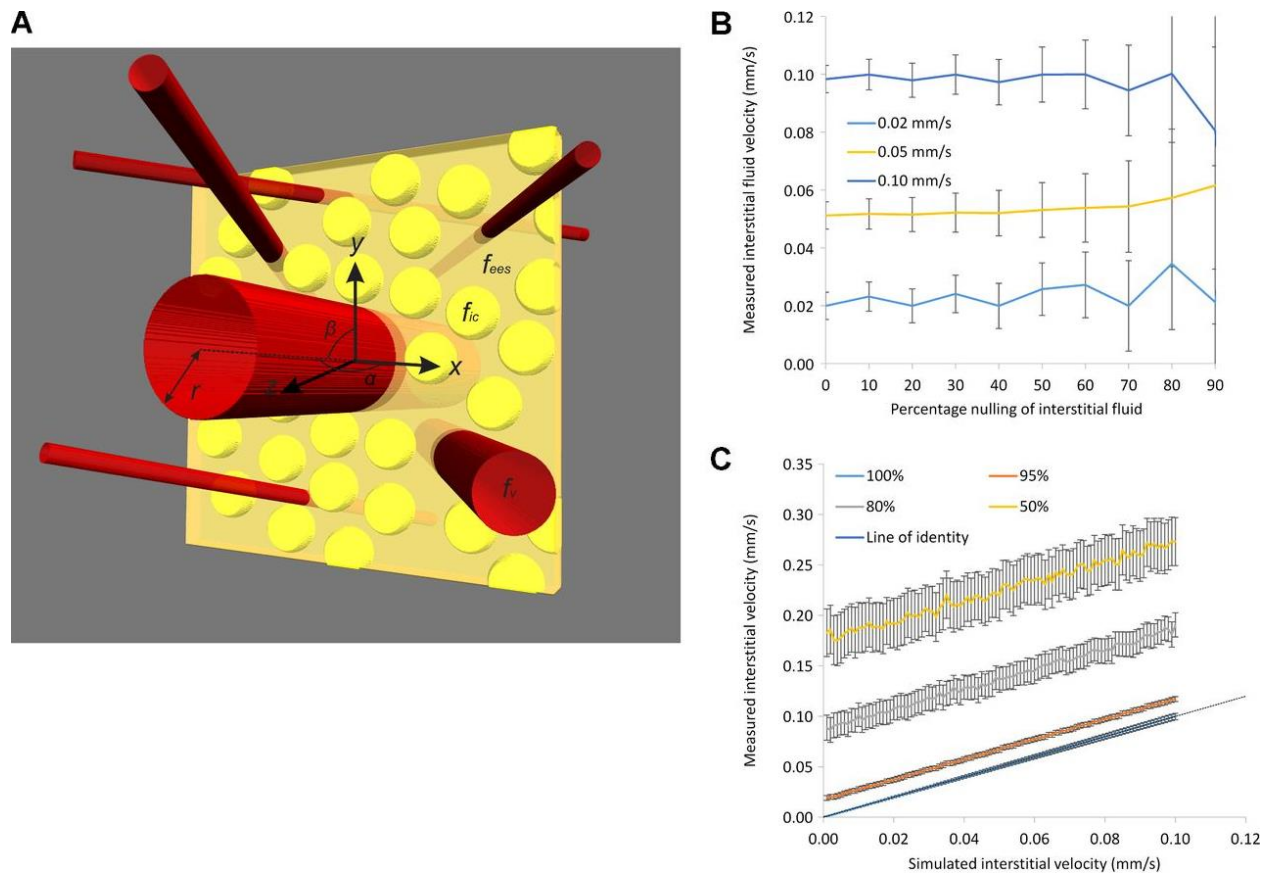 A
y
f_ees
f_ic
β
x
z
α
r
f_v
B
Measured interstitial fluid velocity (mm/s)
0.12
0.10
0.08
0.06
0.04
0.02
0.00
0.02 mm/s
0.05 mm/s
0.10 mm/s
0 10 20 30 40 50 60 70 80 90
Percentage nulling of interstitial fluid
C
Measured interstitial velocity (mm/s)
0.35
0.30
0.25
0.20
0.15
0.10
0.05
0.00
100% 95%
80% 50%
Line of identity
0.00 0.02 0.04 0.06 0.08 0.10 0.12
Simulated interstitial velocity (mm/s)